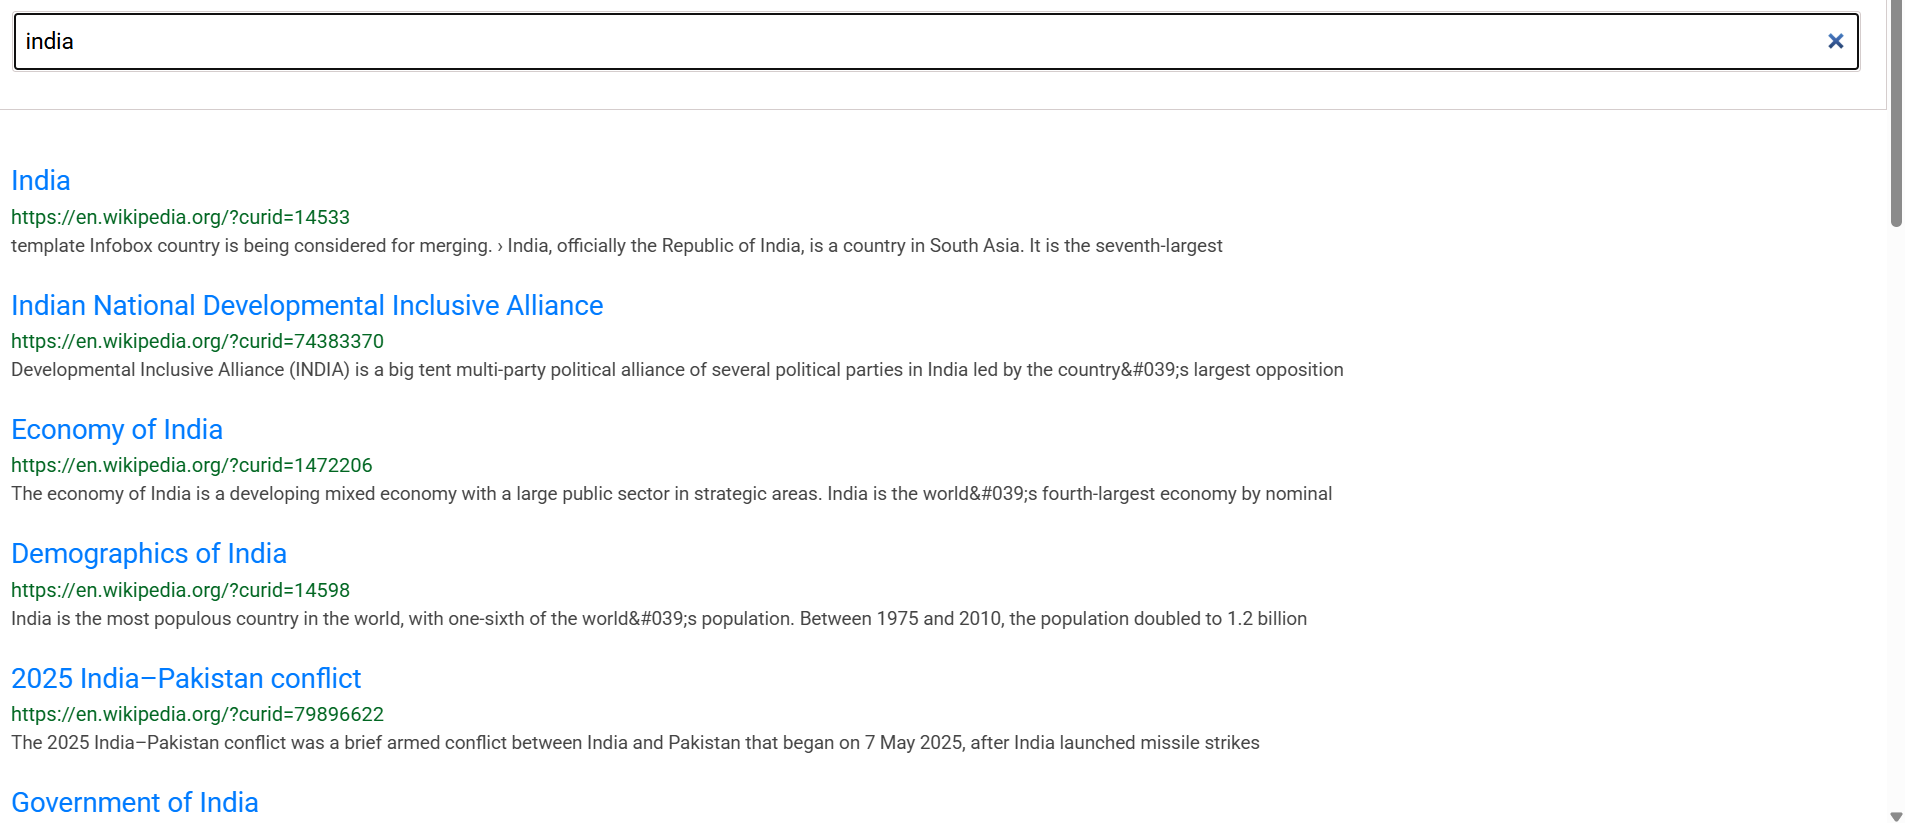 india
India
https://en.wikipedia.org/?curid=14533
template Infobox country is being considered for merging. › India, officially the Republic of India, is a country in South Asia. It is the seventh-largest
Indian National Developmental Inclusive Alliance
https://en.wikipedia.org/?curid=74383370
Developmental Inclusive Alliance (INDIA) is a big tent multi-party political alliance of several political parties in India led by the country&#039;s largest opposition
Economy of India
https://en.wikipedia.org/?curid=1472206
The economy of India is a developing mixed economy with a large public sector in strategic areas. India is the world&#039;s fourth-largest economy by nominal
Demographics of India
https://en.wikipedia.org/?curid=14598
India is the most populous country in the world, with one-sixth of the world&#039;s population. Between 1975 and 2010, the population doubled to 1.2 billion
2025 India–Pakistan conflict
https://en.wikipedia.org/?curid=79896622
The 2025 India–Pakistan conflict was a brief armed conflict between India and Pakistan that began on 7 May 2025, after India launched missile strikes
Government of India